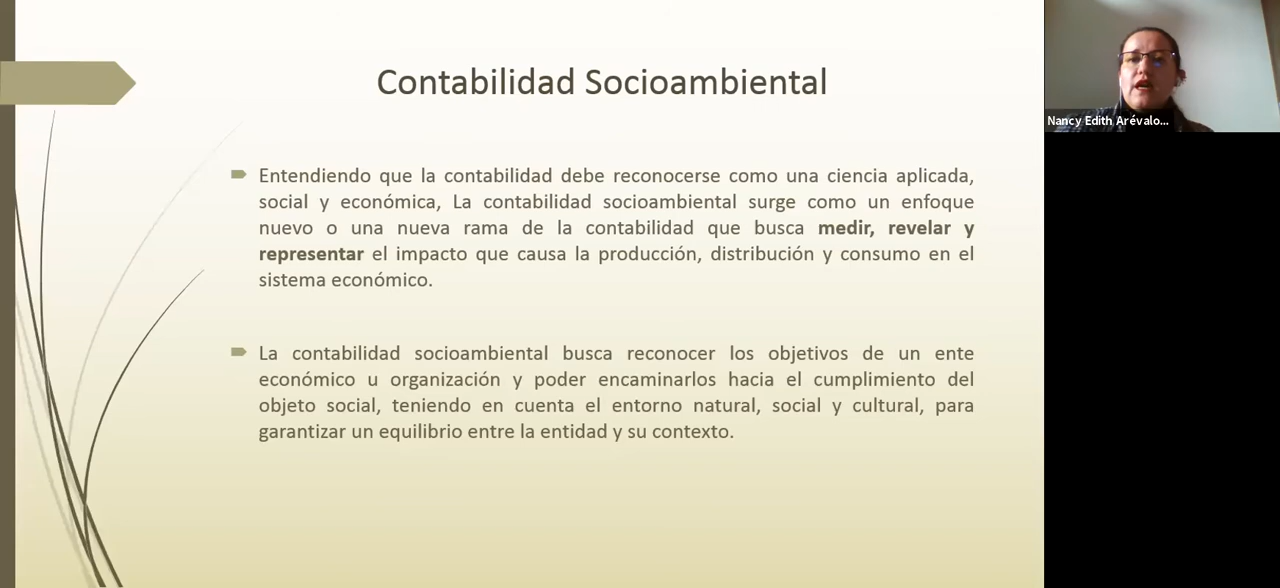 Contabilidad Socioambiental
Entendiendo que la contabilidad debe reconocerse como una ciencia aplicada,
social y económica, La contabilidad socioambiental surge como un enfoque
nuevo o una nueva rama de la contabilidad que busca medir, revelar y
representar el impacto que causa la producción, distribución y consumo en el
sistema económico.
La contabilidad socioambiental busca reconocer los objetivos de un ente
económico u organización y poder encaminarlos hacia el cumplimiento del
objeto social, teniendo en cuenta el entorno natural, social y cultural, para
garantizar un equilibrio entre la entidad y su contexto.
Nancy Edith Arévalo...